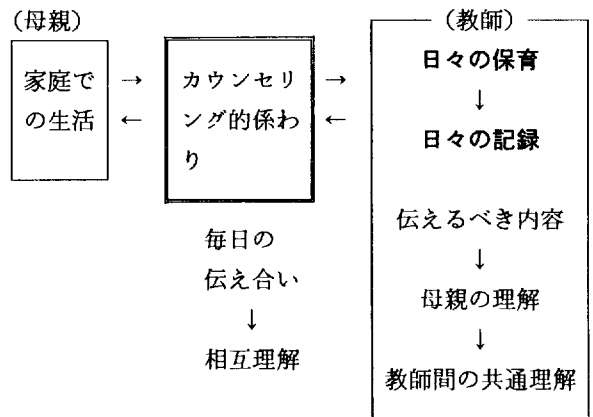 （母親）
家庭で
の生活
→
←
カウンセリ
ング的係わ
り
→
←
毎日の
伝え合い
↓
相互理解
（教師）
日々の保育
↓
日々の記録
伝えるべき内容
↓
母親の理解
↓
教師間の共通理解